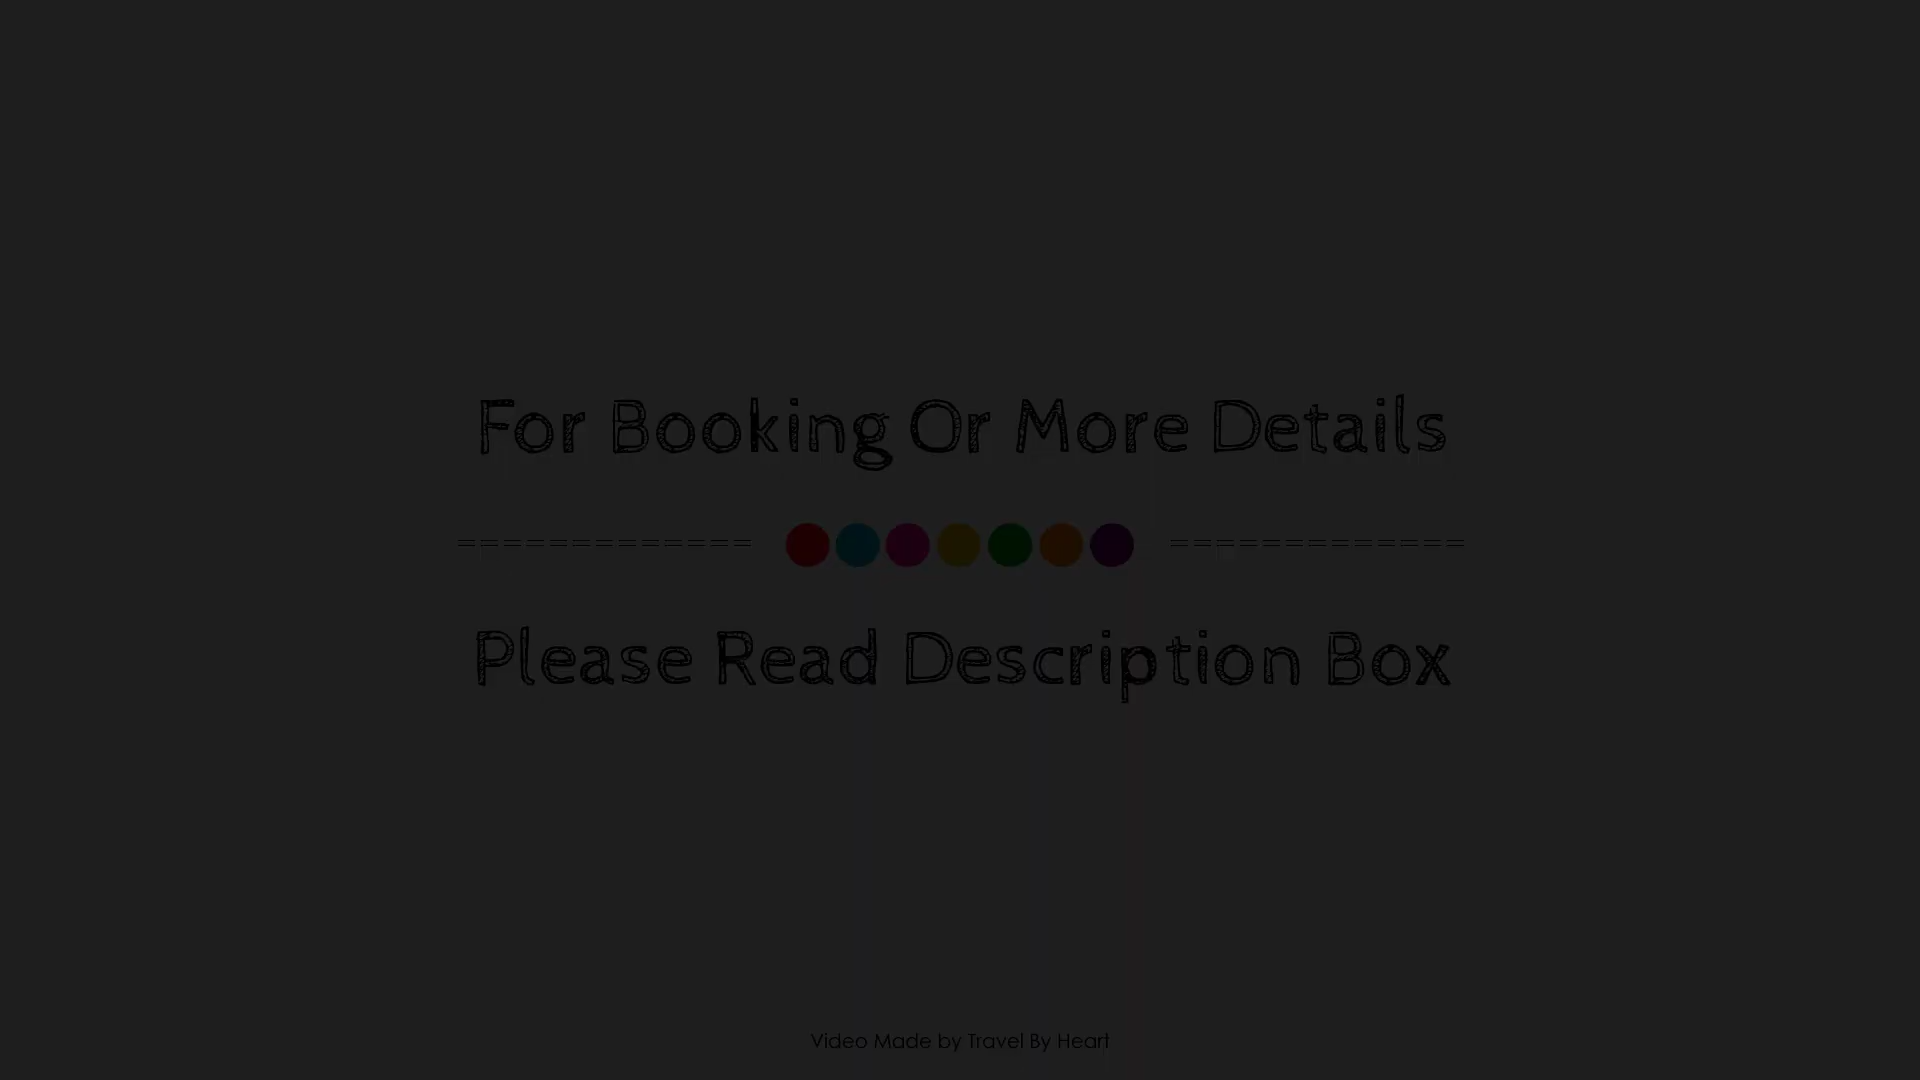 For Booking Or More Details
============= =============
Please Read Description Box
Video Made by Travel By Heart